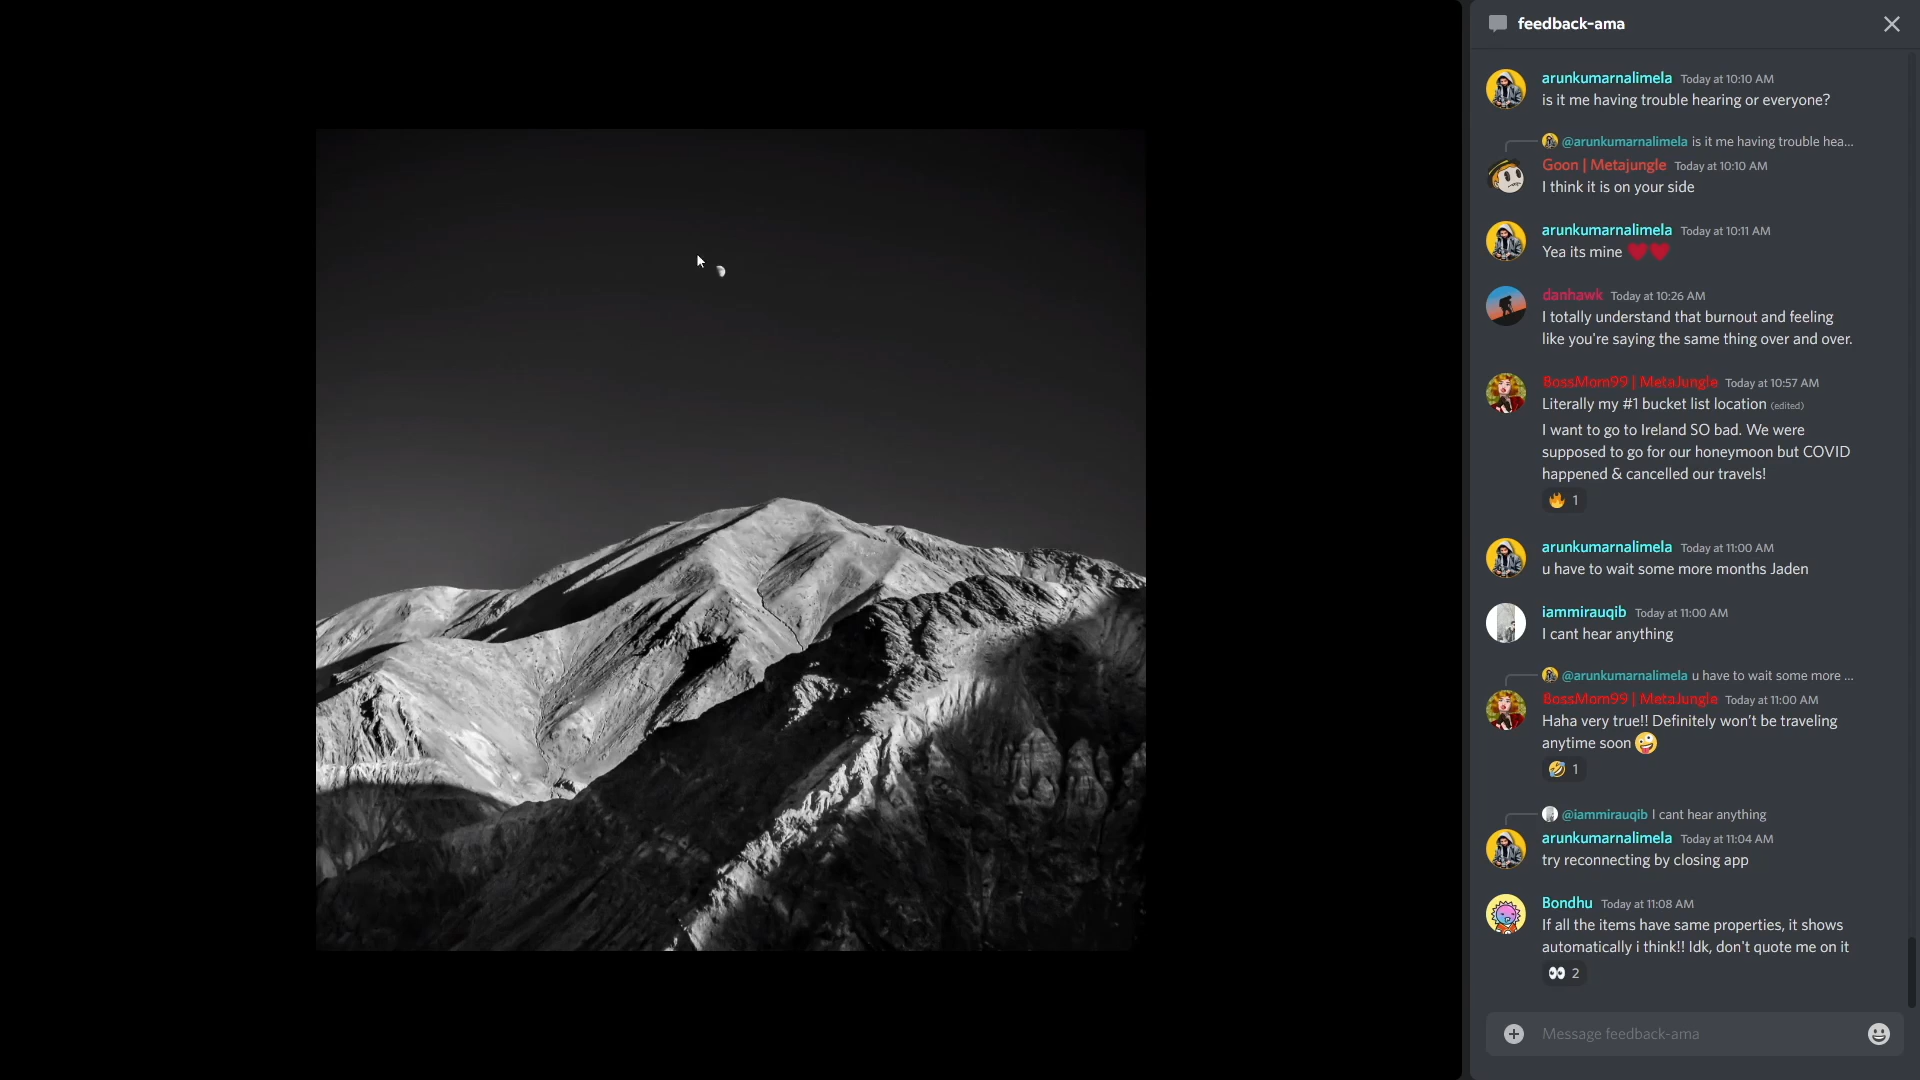 feedback-ama
arunkumarnalimela Today at 10:10 AM
is it me having trouble hearing or everyone?
@arunkumarnalimela is it me having trouble hea...
Goon | Metajungle Today at 10:10 AM
I think it is on your side
arunkumarnalimela Today at 10:11 AM
Yea its mine ❤️❤️
danhawk Today at 10:26 AM
I totally understand that burnout and feeling
like you're saying the same thing over and over.
BossMom99 | MetaJungle Today at 10:57 AM
Literally my #1 bucket list location (edited)
I want to go to Ireland SO bad. We were
supposed to go for our honeymoon but COVID
happened & cancelled our travels!
🔥 1
arunkumarnalimela Today at 11:00 AM
u have to wait some more months Jaden
iammirauqib Today at 11:00 AM
I cant hear anything
@arunkumarnalimela u have to wait some more ...
BossMom99 | MetaJungle Today at 11:00 AM
Haha very true!! Definitely won't be traveling
anytime soon 🤪
🤣 1
@iammirauqib I cant hear anything
arunkumarnalimela Today at 11:04 AM
try reconnecting by closing app
Bondhu Today at 11:08 AM
If all the items have same properties, it shows
automatically i think!! Idk, don't quote me on it
👀 2
Message feedback-ama